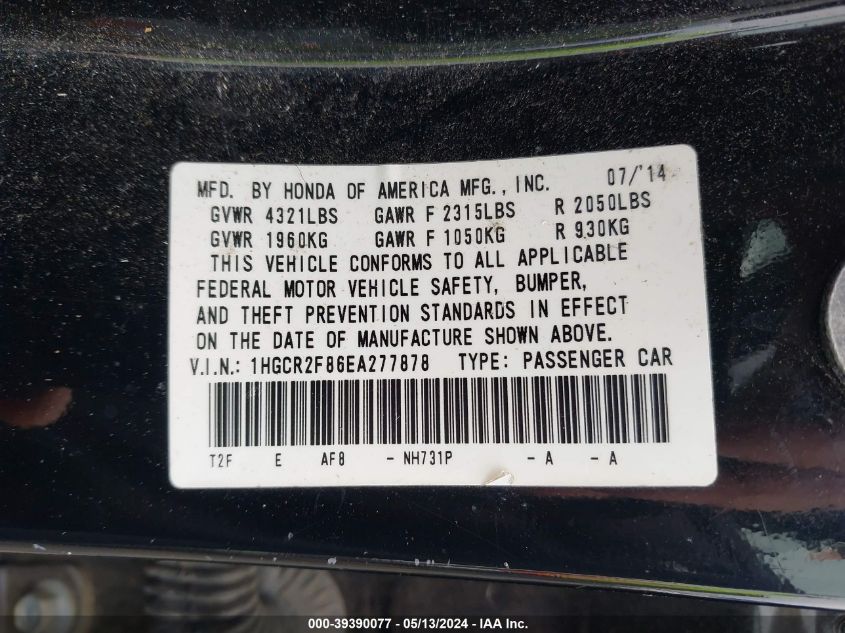 MFD. BY HONDA OF AMERICA MFG., INC. 07/'14
GVWR 4321LBS GAWR F 2315LBS R 2050LBS
GVWR 1960KG GAWR F 1050KG R 930KG
THIS VEHICLE CONFORMS TO ALL APPLICABLE
FEDERAL MOTOR VEHICLE SAFETY, BUMPER,
AND THEFT PREVENTION STANDARDS IN EFFECT
ON THE DATE OF MANUFACTURE SHOWN ABOVE.
V.I.N.: 1HGCR2F86EA277878 TYPE: PASSENGER CAR
T2F E AF8 - NH731P - A - A
000-39390077 - 05/13/2024 - IAA Inc.